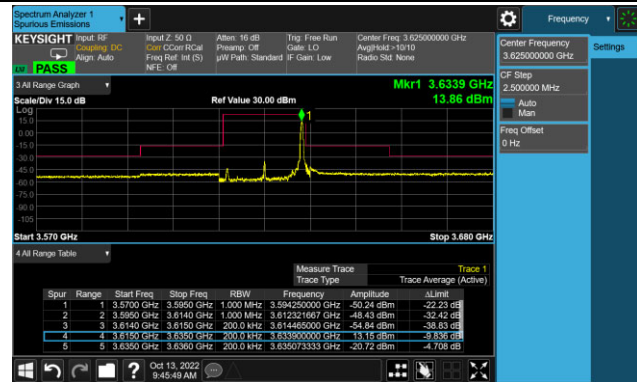 Spectrum Analyzer 1
Spurious Emissions
Frequency
KEYSIGHT Input: RF
Coupling: DC
Align: Auto
Input Z: 50 Ω
Corr CCorr RCal
Freq Ref: Int (S)
NFE: Off
Atten: 16 dB
Preamp: Off
µW Path: Standard
Trig: Free Run
Gate: LO
IF Gain: Low
Center Freq: 3.625000000 GHz
Avg|Hold:>10/10
Radio Std: None
PASS
3 All Range Graph
Scale/Div 15.0 dB
Ref Value 30.00 dBm
Mkr1 3.6339 GHz
13.86 dBm
Log
15.0
0.00
-15.0
-30.0
-45.0
-60.0
-75.0
-90.0
-105
1
Start 3.570 GHz
Stop 3.680 GHz
4 All Range Table
Measure Trace Trace 1
Trace Type Trace Average (Active)
Spur Range Start Freq Stop Freq RBW Frequency Amplitude ΔLimit
1 1 3.5700 GHz 3.5950 GHz 1.000 MHz 3.594250000 GHz -50.24 dBm -22.23 dB
2 2 3.5950 GHz 3.6140 GHz 1.000 MHz 3.612321667 GHz -48.43 dBm -32.42 dB
3 3 3.6140 GHz 3.6150 GHz 200.0 kHz 3.614465000 GHz -54.84 dBm -38.83 dB
4 4 3.6150 GHz 3.6350 GHz 200.0 kHz 3.633900000 GHz 13.15 dBm -9.836 dB
5 5 3.6350 GHz 3.6360 GHz 200.0 kHz 3.635073333 GHz -20.72 dBm -4.708 dB
Center Frequency
3.625000000 GHz
Settings
CF Step
2.500000 MHz
Auto
Man
Freq Offset
0 Hz
Oct 13, 2022
9:45:49 AM